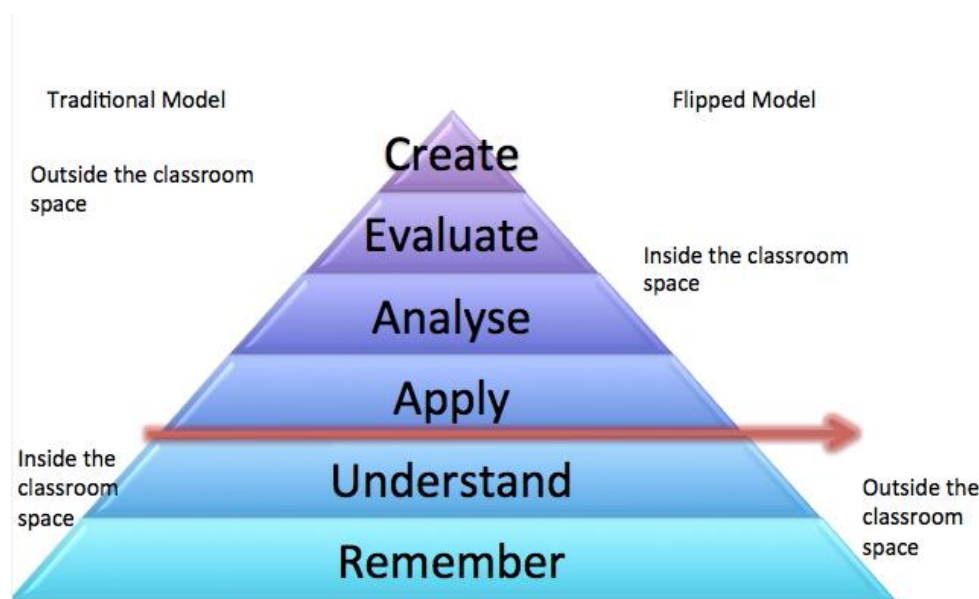 Traditional Model
Flipped Model
Outside the classroom
space
Create
Evaluate
Inside the classroom
space
Analyse
Apply
Inside the
classroom
space
Understand
Outside the
classroom
space
Remember